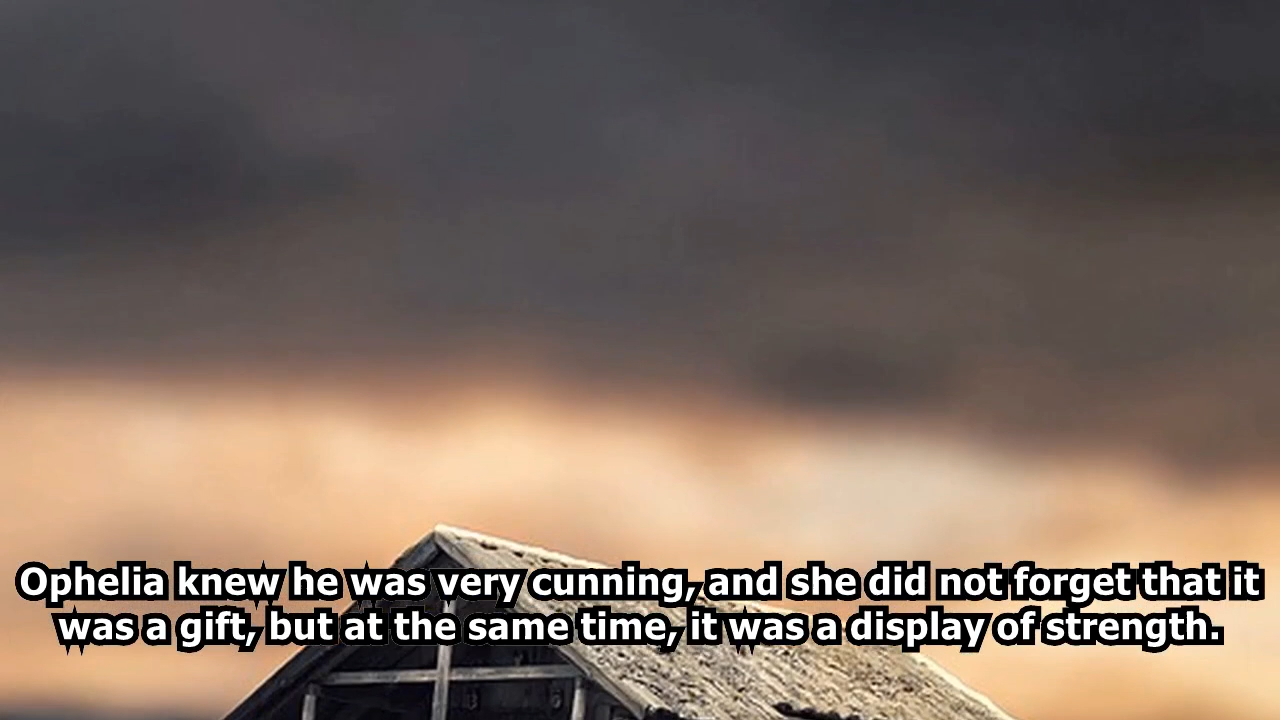 Ophelia knew he was very cunning, and she did not forget that it
was a gift, but at the same time, it was a display of strength.